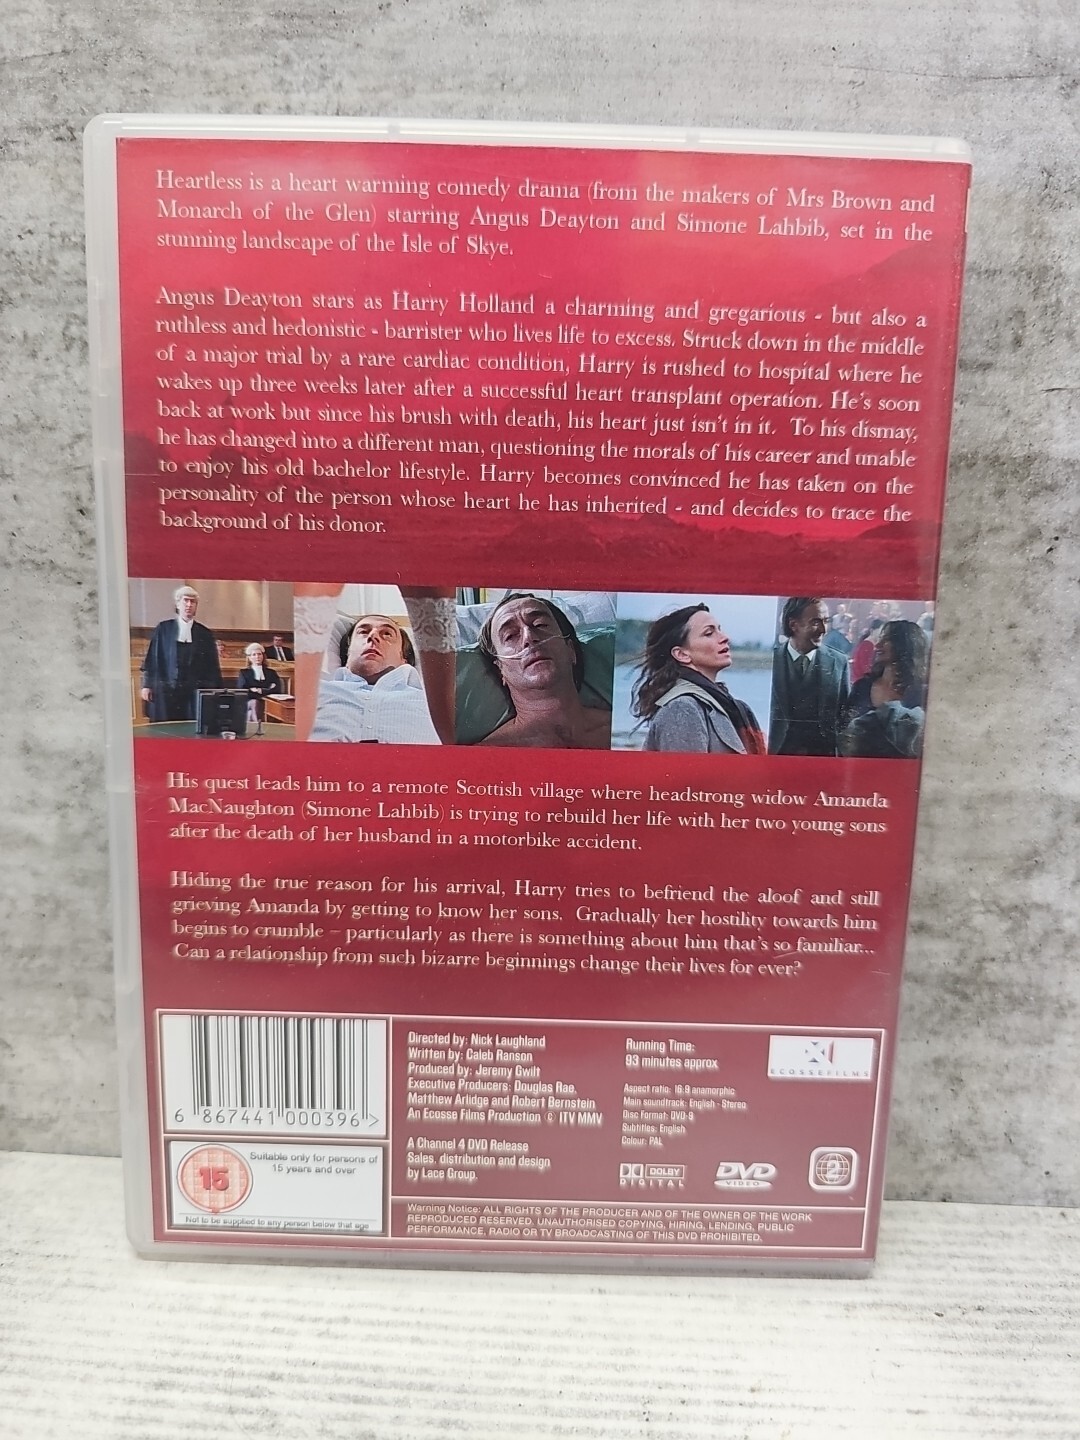 Heartless is a heart warming comedy drama (from the makers of Mrs Brown and
Monarch of the Glen) starring Angus Deayton and Simone Lahbib, set in the
stunning landscape of the Isle of Skye.
Angus Deayton stars as Harry Holland a charming and gregarious - but also a
ruthless and hedonistic - barrister who lives life to excess. Struck down in the middle
of a major trial by a rare cardiac condition, Harry is rushed to hospital where he
wakes up three weeks later after a successful heart transplant operation. He's soon
back at work but since his brush with death, his heart just isn't in it. To his dismay,
he has changed into a different man, questioning the morals of his career and unable
to enjoy his old bachelor lifestyle. Harry becomes convinced he has taken on the
personality of the person whose heart he has inherited - and decides to trace the
background of his donor.
His quest leads him to a remote Scottish village where headstrong widow Amanda
MacNaughton (Simone Lahbib) is trying to rebuild her life with her two young sons
after the death of her husband in a motorbike accident.
Hiding the true reason for his arrival, Harry tries to befriend the aloof and still
grieving Amanda by getting to know her sons. Gradually her hostility towards him
begins to crumble – particularly as there is something about him that's so familiar...
Can a relationship from such bizarre beginnings change their lives for ever?
6 867441 000396 >
15
Suitable only for persons of
15 years and over
Not to be supplied to any person below that age
Directed by: Nick Laughland
Written by: Caleb Ranson
Produced by: Jeremy Gwilt
Executive Producers: Douglas Rae,
Matthew Arlidge and Robert Bernstein
An Ecosse Films Production © ITV MMV
A Channel 4 DVD Release
Sales, distribution and design
by Lace Group.
Running Time:
93 minutes approx
Aspect ratio: 16:9 anamorphic
Main soundtrack: English - Stereo
Disc Format: DVD-9
Subtitles: English
Colour: PAL
ECOSSEFILMS
DOLBY
DIGITAL
DVD
VIDEO
2
Warning Notice: ALL RIGHTS OF THE PRODUCER AND OF THE OWNER OF THE WORK
REPRODUCED RESERVED. UNAUTHORISED COPYING, HIRING, LENDING, PUBLIC
PERFORMANCE, RADIO OR TV BROADCASTING OF THIS DVD PROHIBITED.